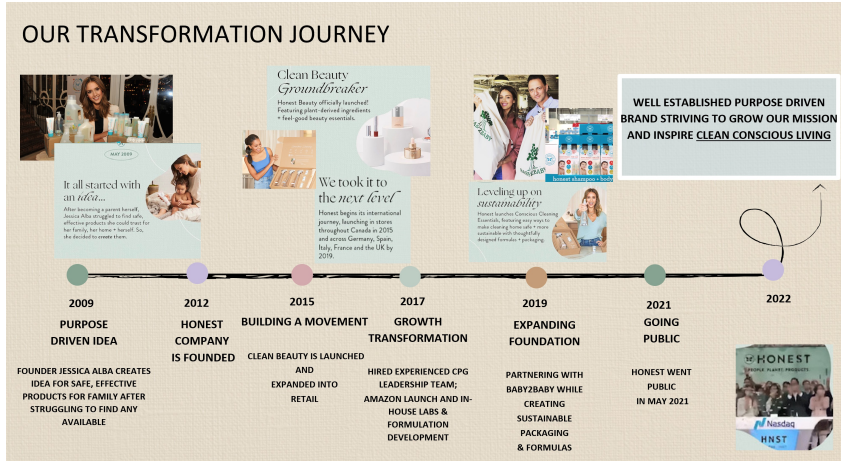 OUR TRANSFORMATION JOURNEY
MAY 2009
It all started with
an idea...
After becoming a parent herself,
Jessica Alba struggled to find safe,
effective products she could trust for
her family, her home + herself. So,
she decided to create them.
Clean Beauty
Groundbreaker
Honest Beauty officially launched!
Featuring plant-derived ingredients
+ feel-good beauty essentials.
We took it to
the next level
Honest begins its international
journey, launching in stores
throughout Canada in 2015
and across Germany, Spain,
Italy, France and the UK by
2019.
BABY2BABY
honest shampoo + body
Leveling up on
sustainability
Honest launches Conscious Cleaning
Essentials, featuring easy ways to
make cleaning home safe + more
sustainable with thoughtfully
designed formulas + packaging.
WELL ESTABLISHED PURPOSE DRIVEN
BRAND STRIVING TO GROW OUR MISSION
AND INSPIRE CLEAN CONSCIOUS LIVING
2009
PURPOSE
DRIVEN IDEA
FOUNDER JESSICA ALBA CREATES
IDEA FOR SAFE, EFFECTIVE
PRODUCTS FOR FAMILY AFTER
STRUGGLING TO FIND ANY
AVAILABLE
2012
HONEST
COMPANY
IS FOUNDED
2015
BUILDING A MOVEMENT
CLEAN BEAUTY IS LAUNCHED
AND
EXPANDED INTO
RETAIL
2017
GROWTH
TRANSFORMATION
HIRED EXPERIENCED CPG
LEADERSHIP TEAM;
AMAZON LAUNCH AND IN-
HOUSE LABS &
FORMULATION
DEVELOPMENT
2019
EXPANDING
FOUNDATION
PARTNERING WITH
BABY2BABY WHILE
CREATING
SUSTAINABLE
PACKAGING
& FORMULAS
2021
GOING
PUBLIC
HONEST WENT
PUBLIC
IN MAY 2021
2022
HONEST
PEOPLE PLANET PRODUCTS
Nasdaq
HNST